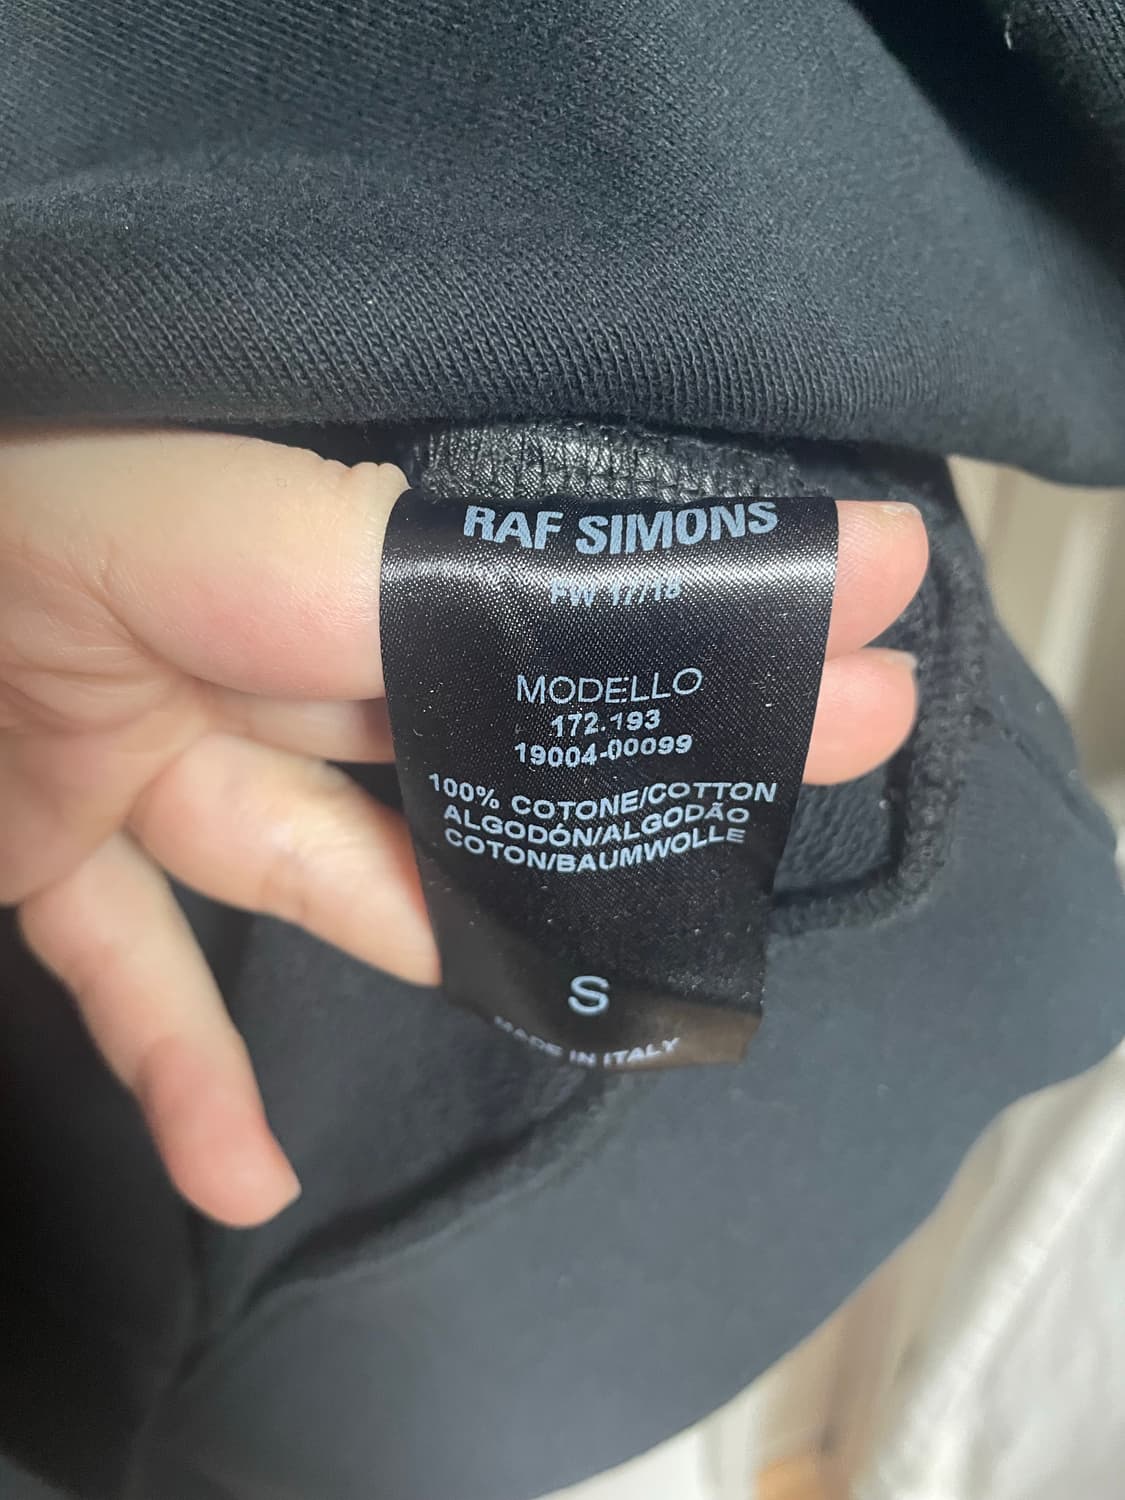 RAF SIMONS
FW 17/18
MODELLO
172.193
19004-00099
100% COTONE/COTTON
ALGODÓN/ALGODÃO
COTON/BAUMWOLLE
S
MADE IN ITALY